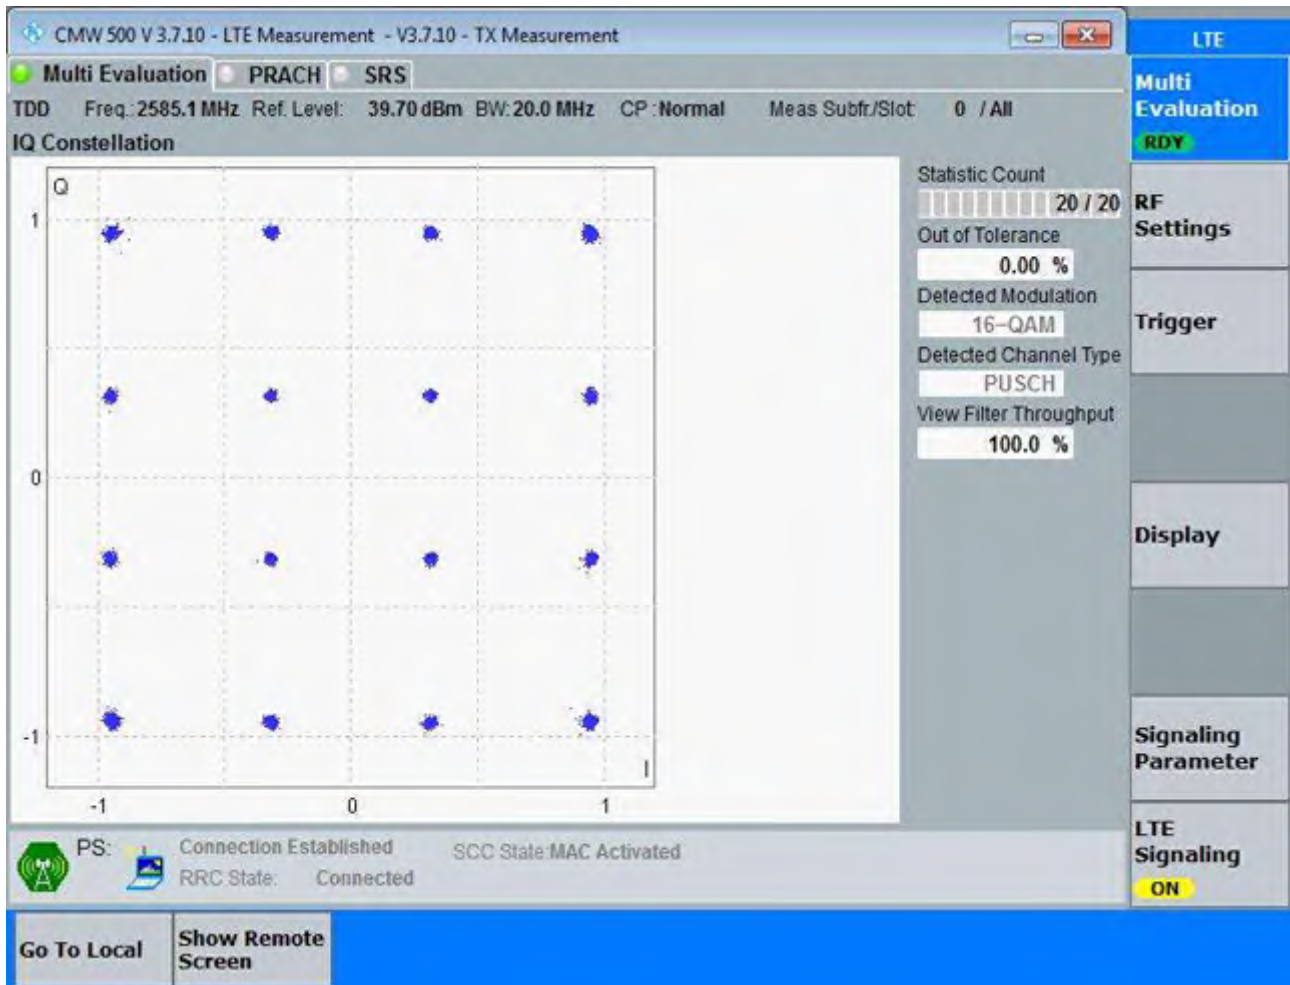 CMW 500 V 3.7.10 - LTE Measurement - V3.7.10 - TX Measurement
LTE
Multi Evaluation PRACH SRS
TDD Freq.: 2585.1 MHz Ref. Level: 39.70 dBm BW: 20.0 MHz CP : Normal Meas Subfr./Slot: 0 / All
IQ Constellation
Q
1
0
-1
-1 0 1
I
Statistic Count
20 / 20
Out of Tolerance
0.00 %
Detected Modulation
16-QAM
Detected Channel Type
PUSCH
View Filter Throughput
100.0 %
Multi
Evaluation
RDY
RF
Settings
Trigger
Display
Signaling
Parameter
LTE
Signaling
ON
PS: Connection Established SCC State: MAC Activated
RRC State: Connected
Go To Local
Show Remote
Screen